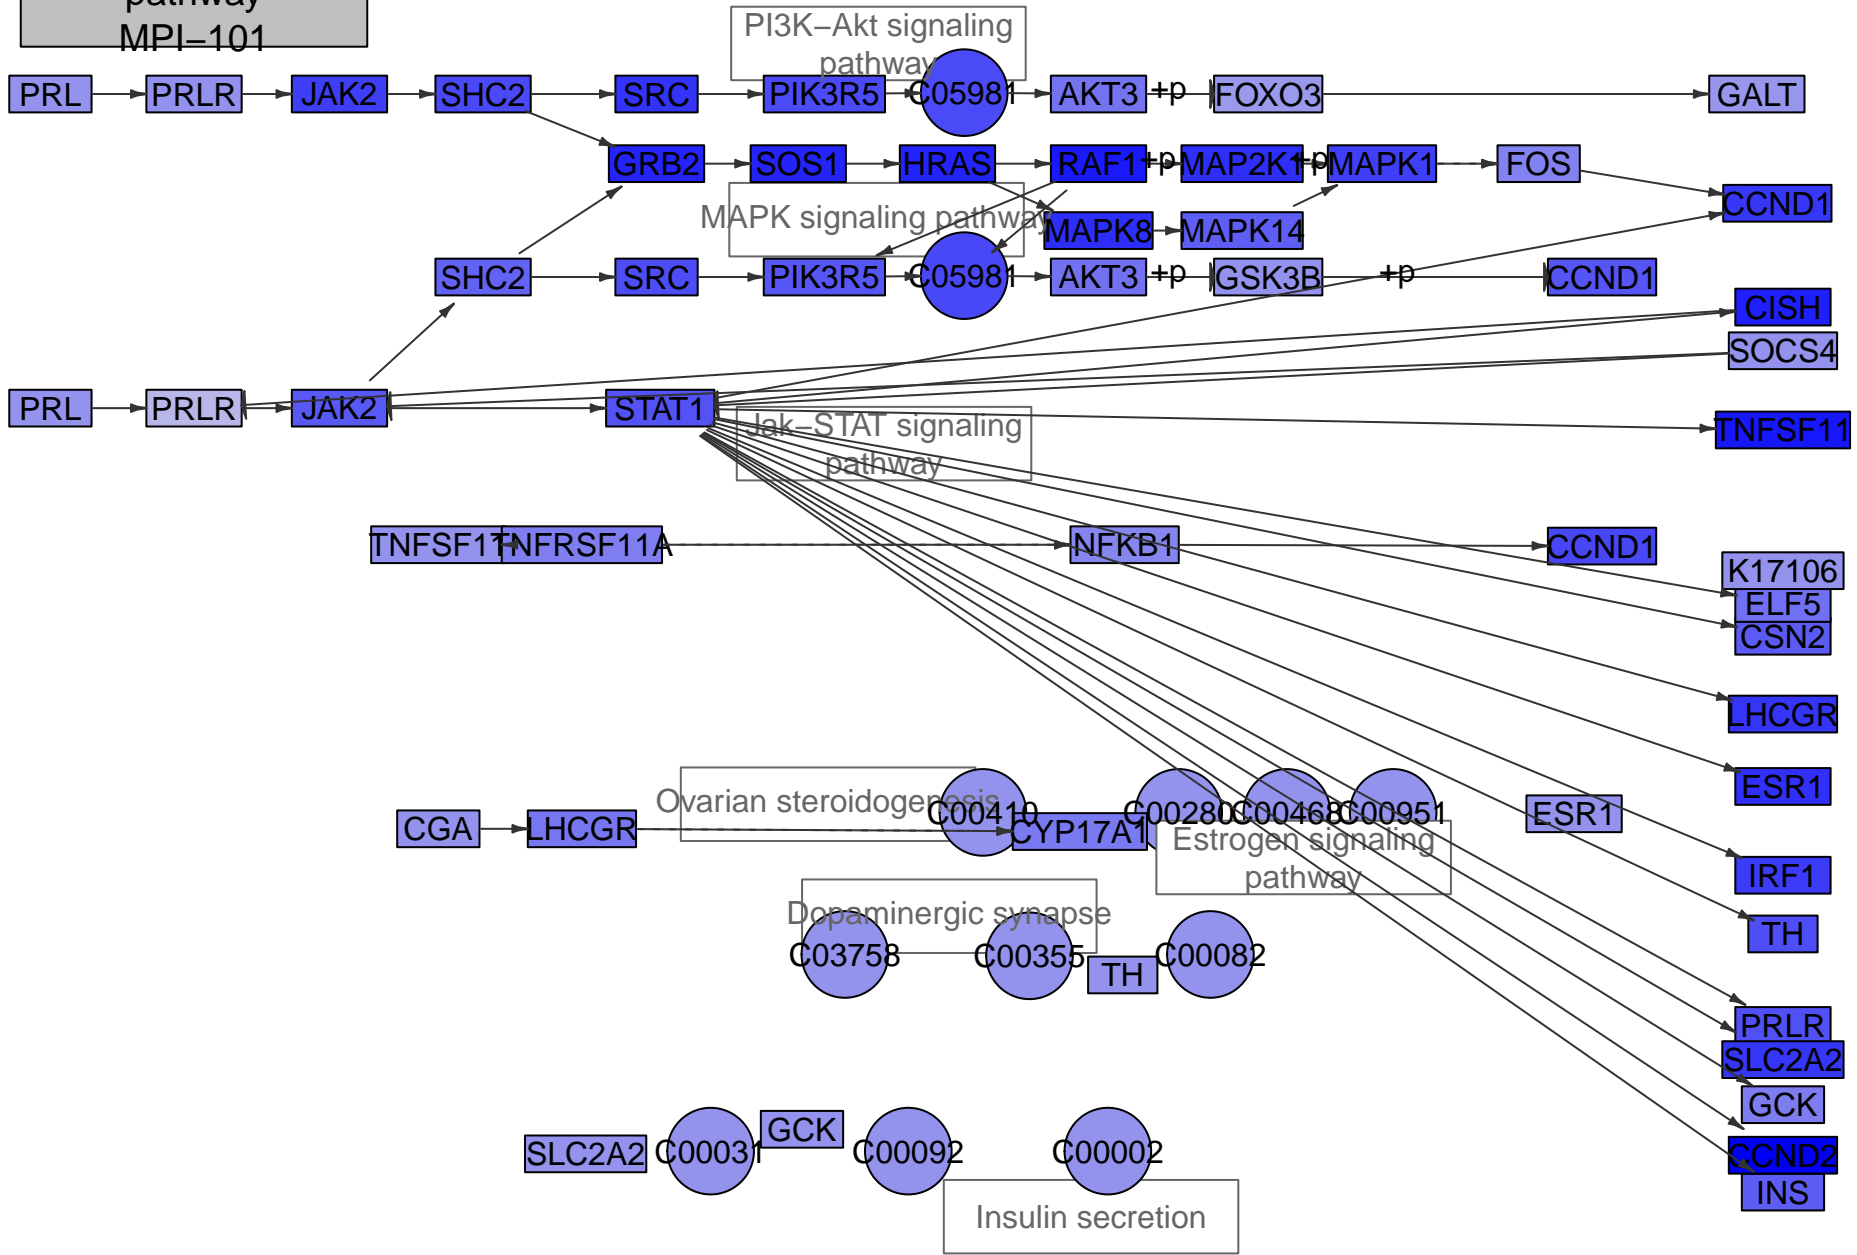 pathway
MPI–101
PI3K–Akt signaling
pathway
PRL
PRLR
JAK2
SHC2
SRC
PIK3R5
C05981
AKT3
+p
FOXO3
GALT
GRB2
SOS1
HRAS
RAF1
+p
MAP2K1
+p
MAPK1
FOS
CCND1
MAPK signaling pathway
MAPK8
MAPK14
SHC2
SRC
PIK3R5
C05981
AKT3
+p
GSK3B
+p
CCND1
CISH
SOCS4
PRL
PRLR
JAK2
STAT1
Jak–STAT signaling
pathway
TNFSF11
TNFSF11
TNFRSF11A
NFKB1
CCND1
K17106
ELF5
CSN2
LHCGR
ESR1
Ovarian steroidogenesis
C00410
C00280
C00468
C00951
ESR1
CGA
LHCGR
CYP17A1
Estrogen signaling
pathway
IRF1
Dopaminergic synapse
TH
C03758
C00355
TH
C00082
PRLR
SLC2A2
GCK
SLC2A2
C00031
GCK
C00092
C00002
CCND2
INS
Insulin secretion